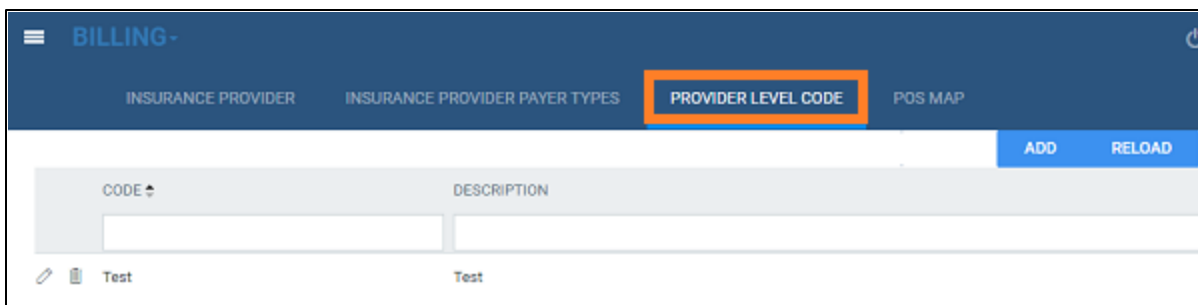 BILLING
INSURANCE PROVIDER INSURANCE PROVIDER PAYER TYPES PROVIDER LEVEL CODE POS MAP
ADD RELOAD
CODE DESCRIPTION
Test Test